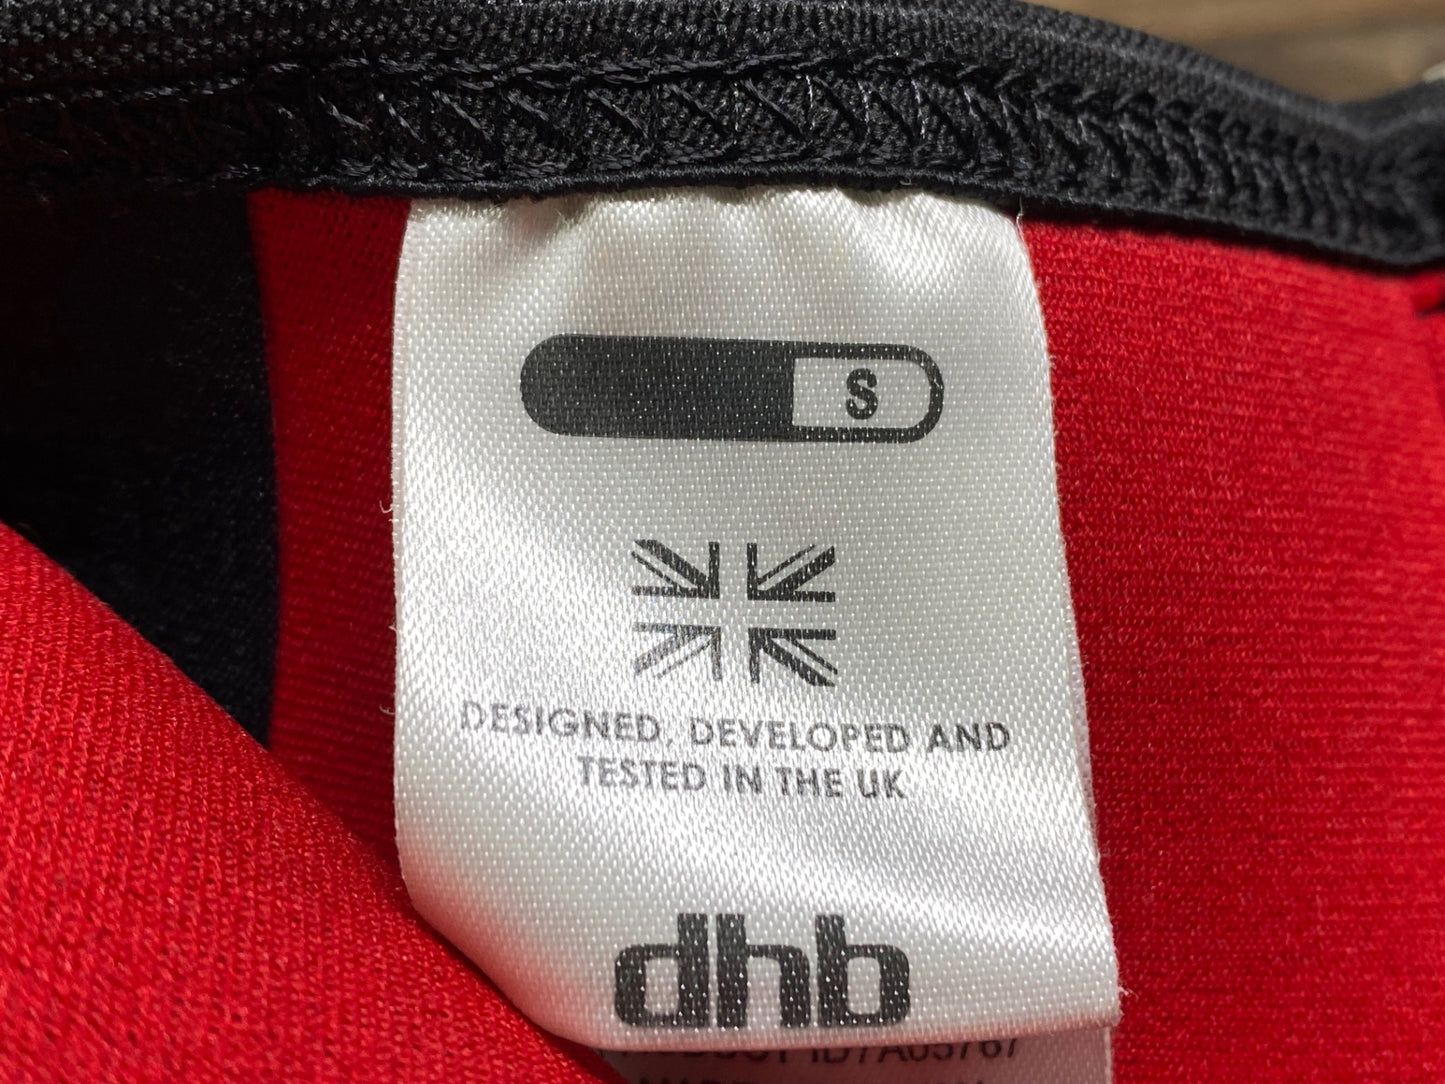 S
DESIGNED, DEVELOPED AND
TESTED IN THE UK
dhb